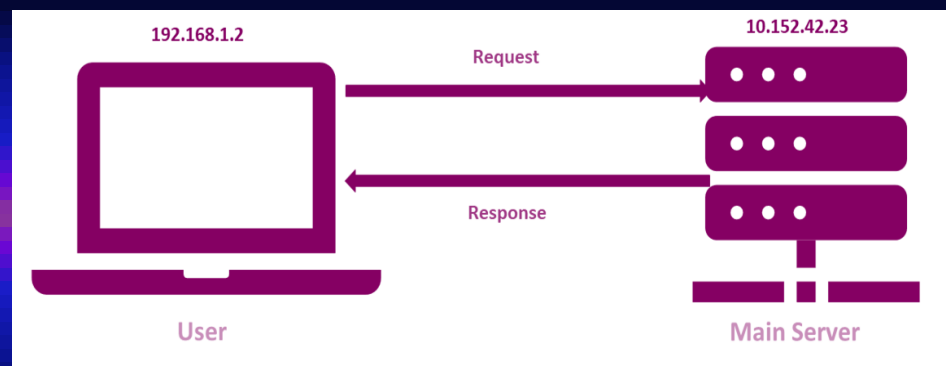 192.168.1.2
10.152.42.23
Request
Response
User
Main Server